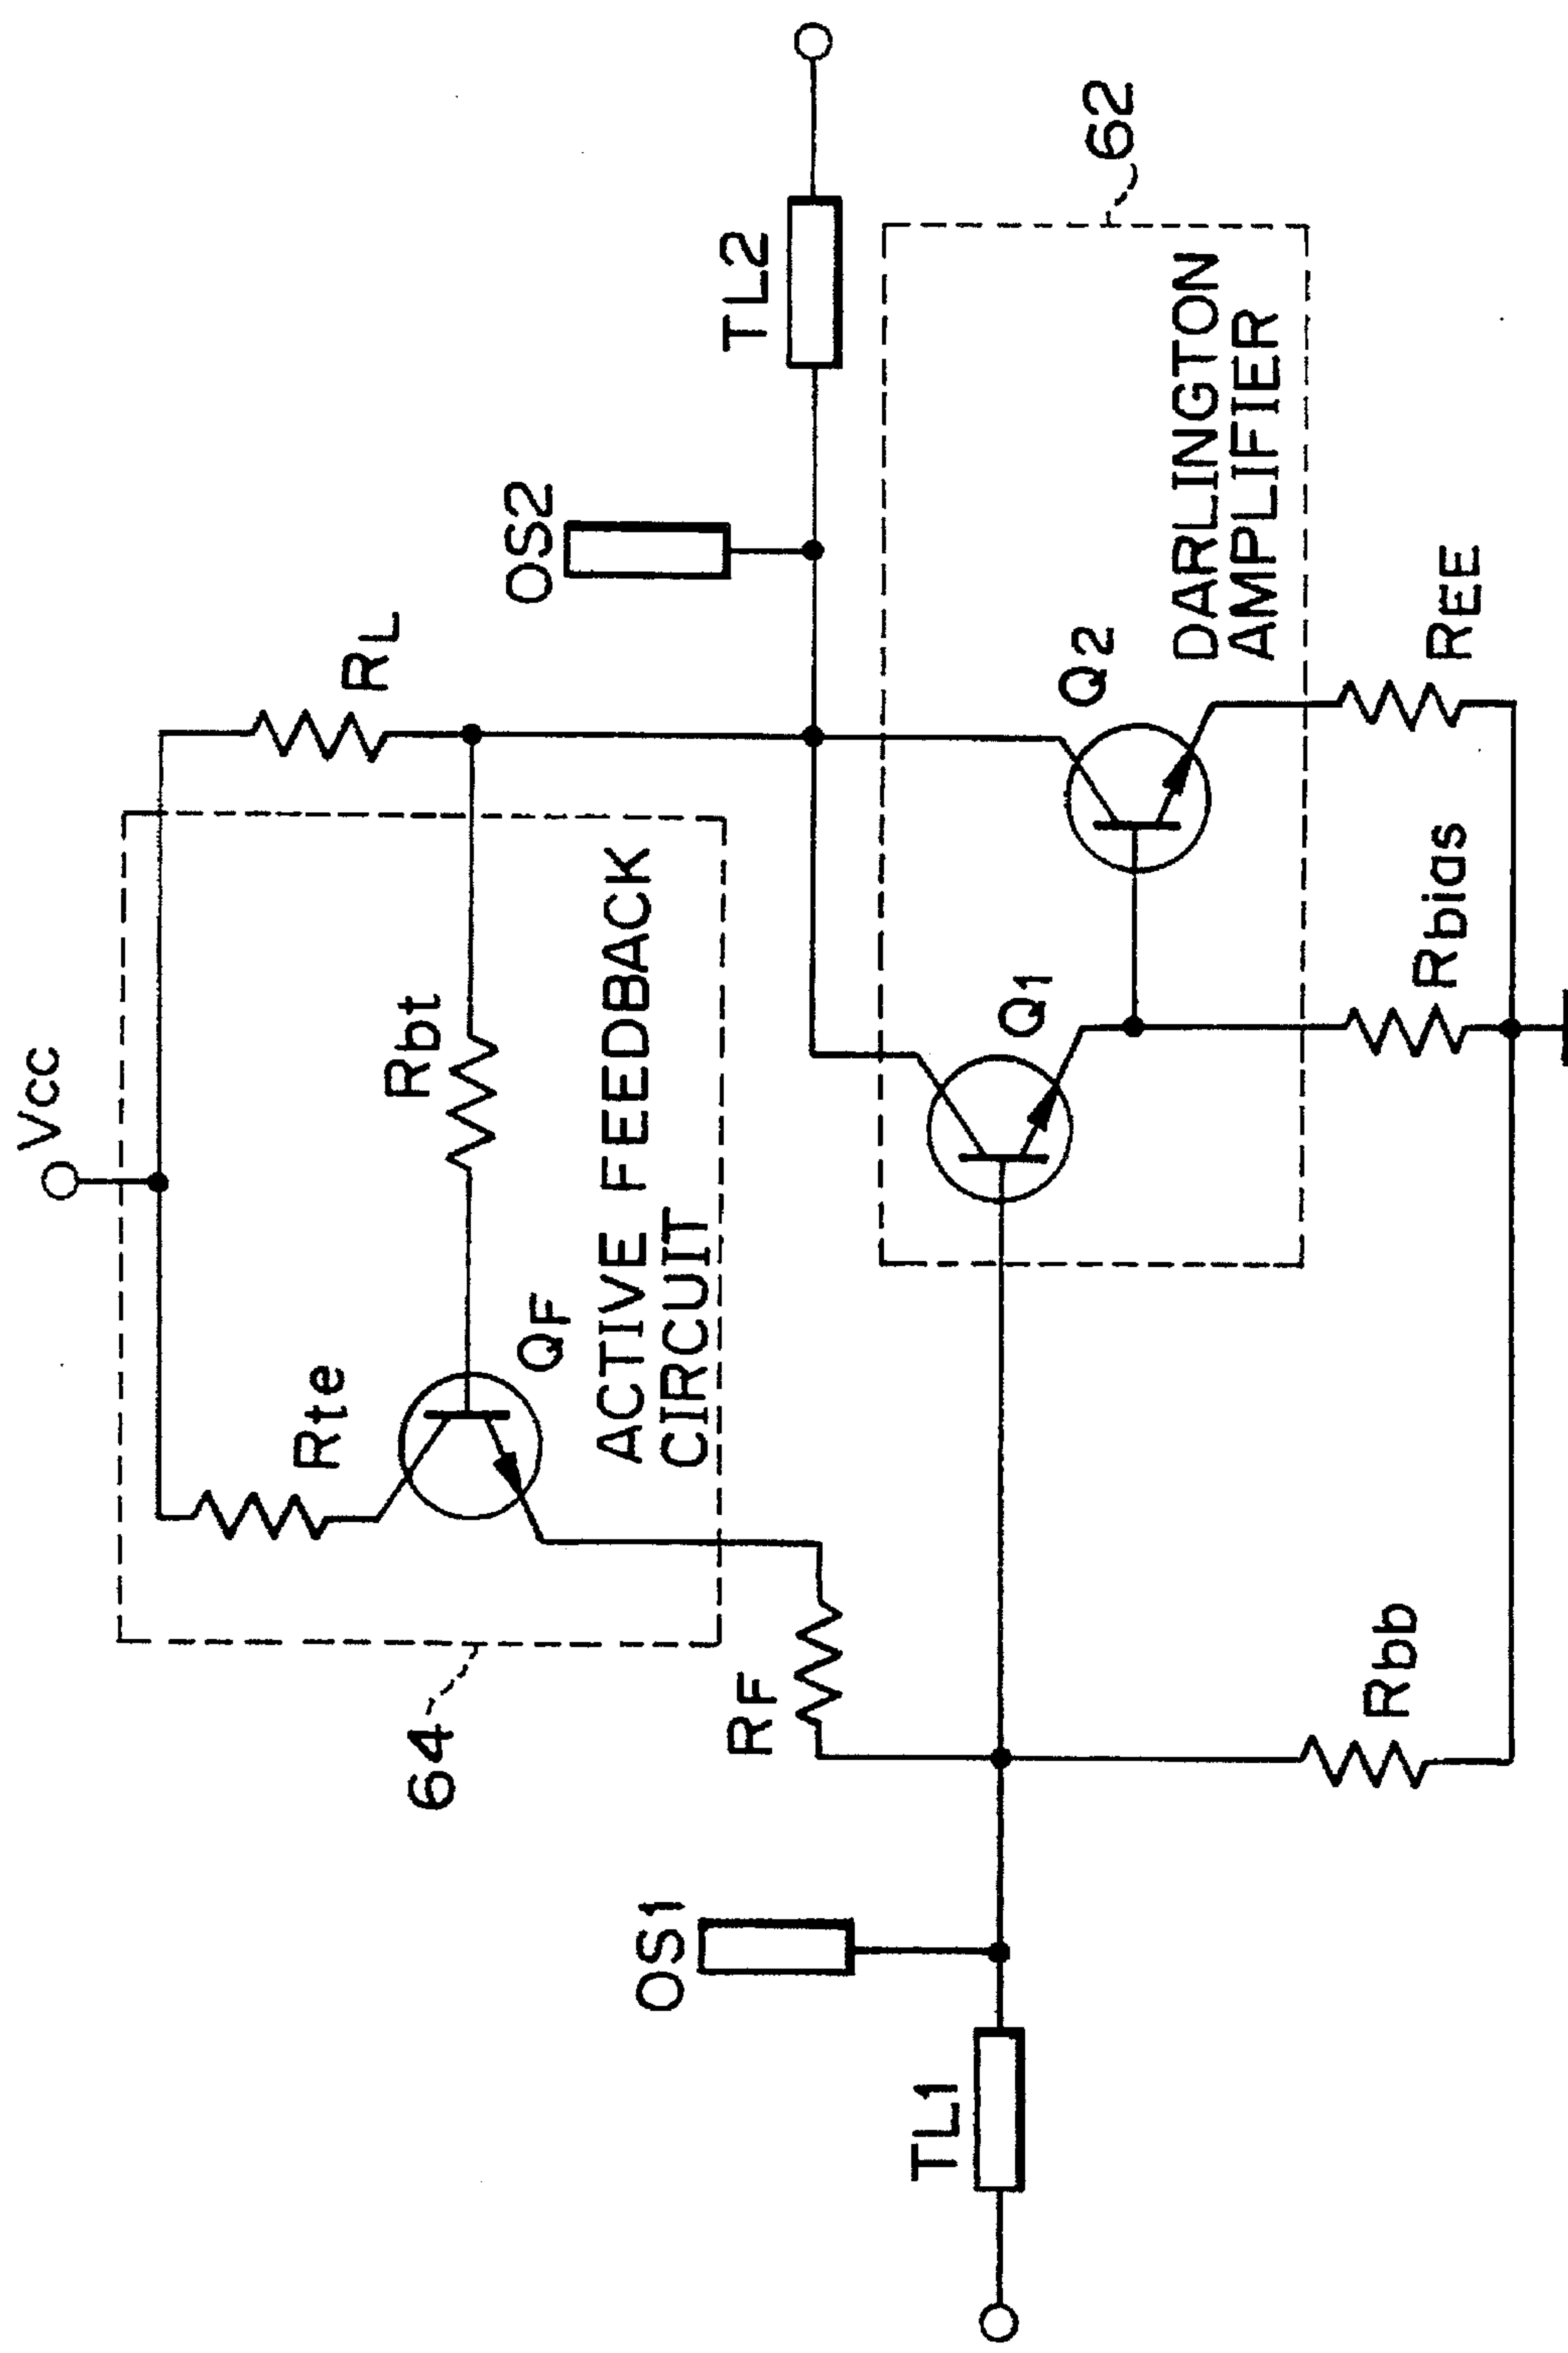 Vcc
Rte
Rbt
RL
QF
ACTIVE FEEDBACK
CIRCUIT
64
RF
OS1
TL1
OS2
TL2
Q1
Q2
DARLINGTON
AMPLIFIER
62
Rbb
Rbias
REE